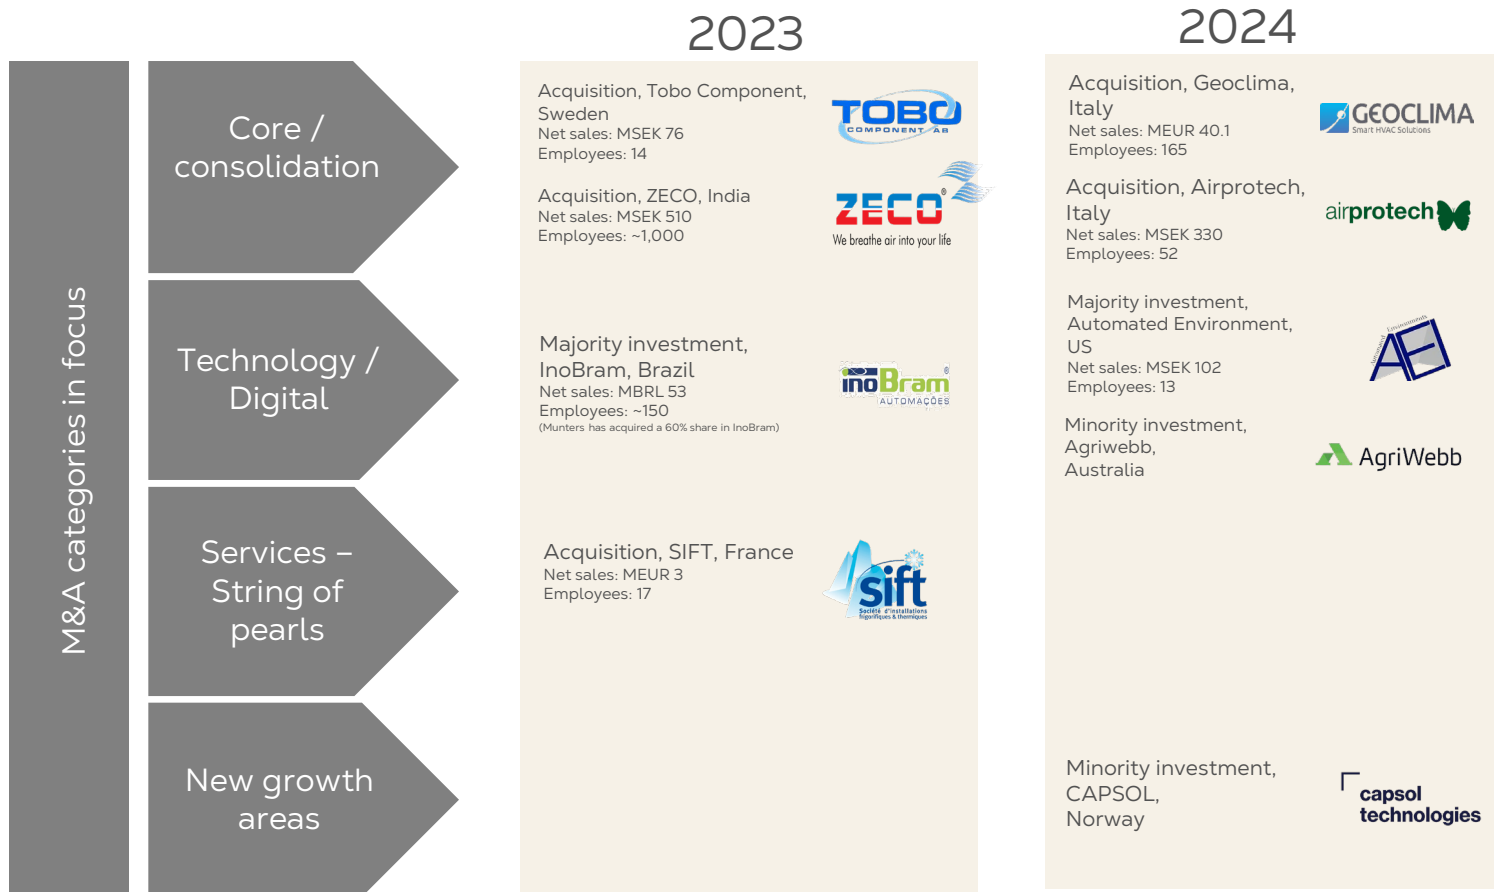 2023
2024
M&A categories in focus
Core /
consolidation
Acquisition, Tobo Component,
Sweden
Net sales: MSEK 76
Employees: 14
TOBO
COMPONENT AB
Acquisition, ZECO, India
Net sales: MSEK 510
Employees: ~1,000
ZECO®
We breathe air into your life
Acquisition, Geoclima,
Italy
Net sales: MEUR 40.1
Employees: 165
GEOCLIMA
Smart HVAC Solutions
Acquisition, Airprotech,
Italy
Net sales: MSEK 330
Employees: 52
airprotech
Technology /
Digital
Majority investment,
InoBram, Brazil
Net sales: MBRL 53
Employees: ~150
(Munters has acquired a 60% share in InoBram)
inoBram®
AUTOMAÇÕES
Majority investment,
Automated Environment,
US
Net sales: MSEK 102
Employees: 13
Automated Environments
AE
Minority investment,
Agriwebb,
Australia
AgriWebb
Services –
String of
pearls
Acquisition, SIFT, France
Net sales: MEUR 3
Employees: 17
sift
Société d'installations
frigorifiques & thermiques
New growth
areas
Minority investment,
CAPSOL,
Norway
capsol
technologies